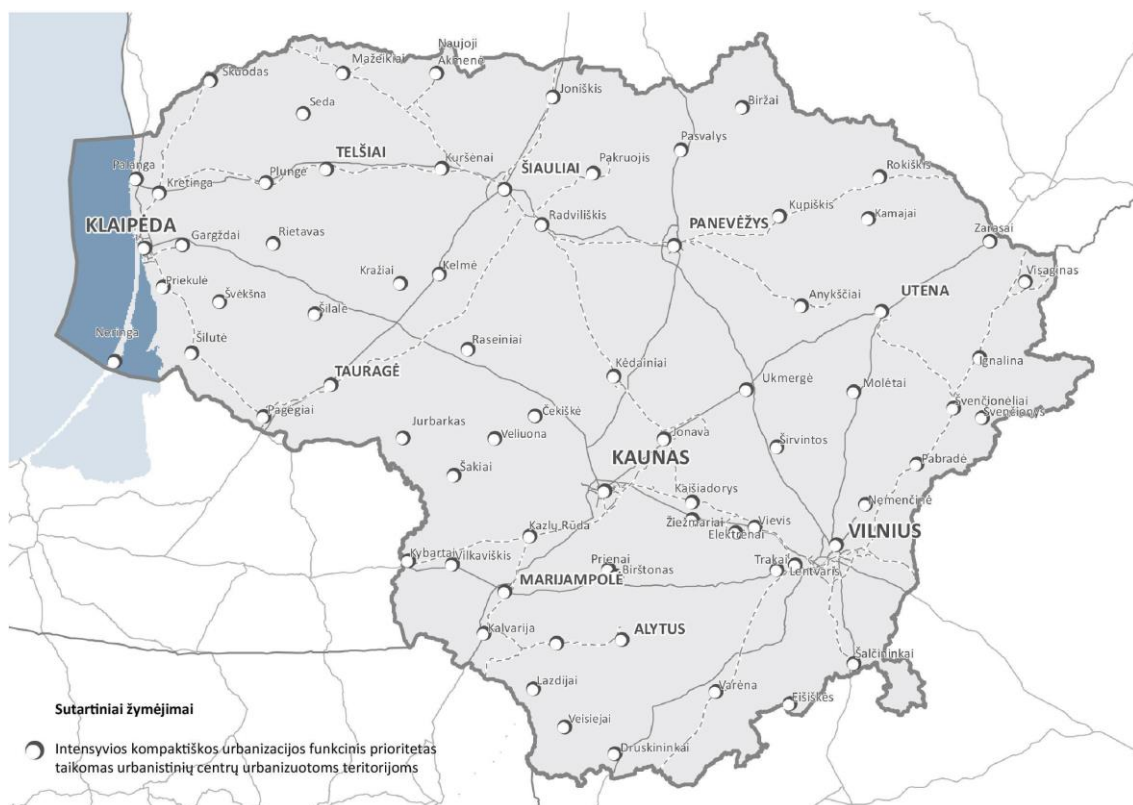 Naujoji
Akmenė
Mažeikiai
Skuodas
Joniškis
Seda
Biržai
Pasvalys
TELŠIAI
Kuršėnai
ŠIAULIAI
Pakruojis
Rokiškis
Palanga
Kretinga
Plungė
Radviliškis
PANEVĖŽYS
Kupiškis
Kamajai
KLAIPĖDA
Gargždai
Rietavas
Zarasai
Kražiai
Kelmė
Visaginas
Priekulė
Švėkšna
Šilalė
Anykščiai
UTENA
Neringa
Šilutė
Raseiniai
Ignalina
TAURAGĖ
Kėdainiai
Ukmergė
Molėtai
Pagėgiai
Čekiškė
Švenčionėliai
Švenčionys
Jurbarkas
Veliuona
Jonava
Širvintos
KAUNAS
Šakiai
Pabradė
Kaišiadorys
Nemenčinė
Kazlų Rūda
Žiežmariai
Vievis
Elektrėnai
VILNIUS
Kybartai
Vilkaviškis
Prienai
Birštonas
Trakai
Lentvaris
MARIJAMPOLĖ
Kalvarija
ALYTUS
Šalčininkai
Lazdijai
Varėna
Eišiškės
Veisiejai
Druskininkai
Sutartiniai žymėjimai
Intensyvios kompaktiškos urbanizacijos funkcinis prioritetas
taikomas urbanistinių centrų urbanizuotoms teritorijoms